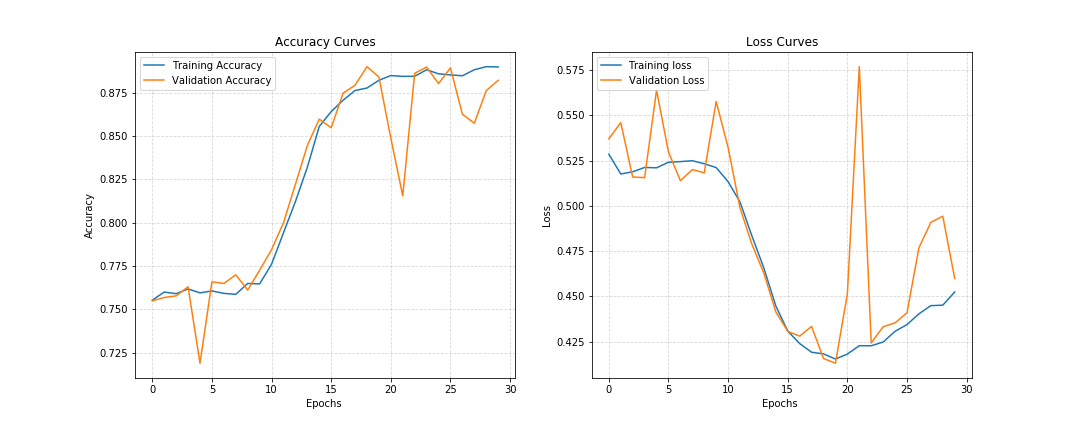 Accuracy Curves
Training Accuracy
Validation Accuracy
0.875
0.850
0.825
0.800
0.775
0.750
0.725
Accuracy
0 5 10 15 20 25 30
Epochs
Loss Curves
Training loss
Validation Loss
0.575
0.550
0.525
0.500
0.475
0.450
0.425
Loss
0 5 10 15 20 25 30
Epochs